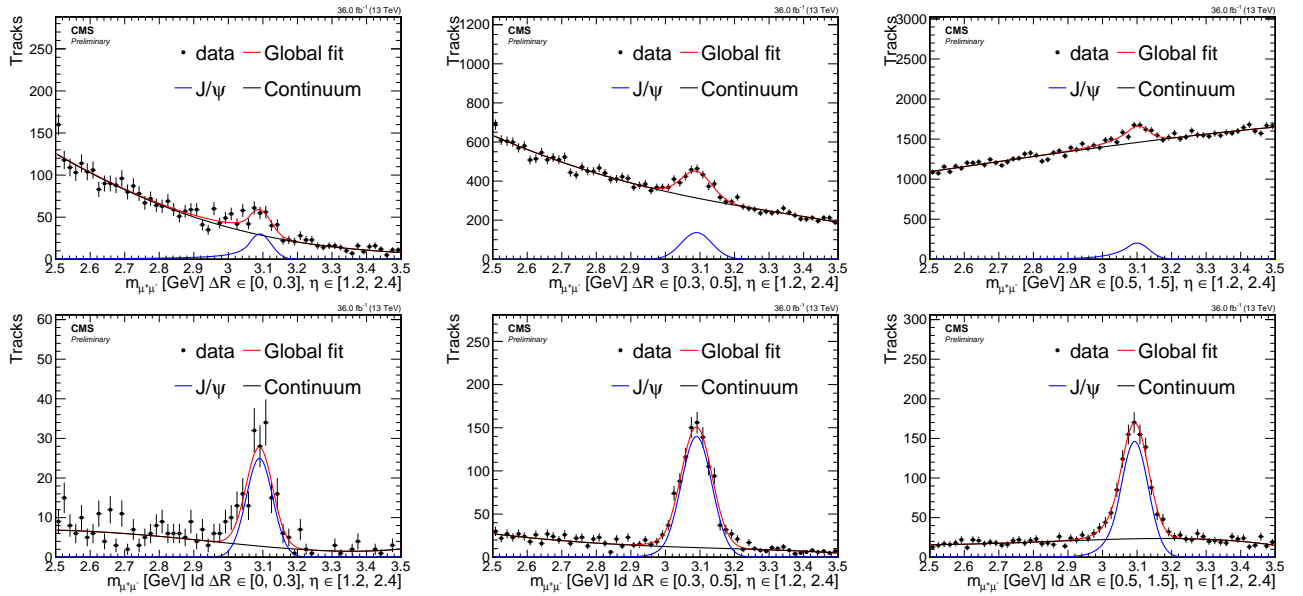 36.0 fb⁻¹ (13 TeV)
Tracks
CMS
Preliminary
data
Global fit
J/ψ
Continuum
250
200
150
100
50
0
2.5 2.6 2.7 2.8 2.9 3 3.1 3.2 3.3 3.4 3.5
m_μ⁺μ⁻ [GeV] ΔR ∈ [0, 0.3], η ∈ [1.2, 2.4]
36.0 fb⁻¹ (13 TeV)
Tracks
CMS
Preliminary
data
Global fit
J/ψ
Continuum
1200
1000
800
600
400
200
0
2.5 2.6 2.7 2.8 2.9 3 3.1 3.2 3.3 3.4 3.5
m_μ⁺μ⁻ [GeV] ΔR ∈ [0.3, 0.5], η ∈ [1.2, 2.4]
36.0 fb⁻¹ (13 TeV)
Tracks
CMS
Preliminary
data
Global fit
J/ψ
Continuum
3000
2500
2000
1500
1000
500
0
2.5 2.6 2.7 2.8 2.9 3 3.1 3.2 3.3 3.4 3.5
m_μ⁺μ⁻ [GeV] ΔR ∈ [0.5, 1.5], η ∈ [1.2, 2.4]
36.0 fb⁻¹ (13 TeV)
Tracks
CMS
Preliminary
data
Global fit
J/ψ
Continuum
60
50
40
30
20
10
0
2.5 2.6 2.7 2.8 2.9 3 3.1 3.2 3.3 3.4 3.5
m_μ⁺μ⁻ [GeV] Id ΔR ∈ [0, 0.3], η ∈ [1.2, 2.4]
36.0 fb⁻¹ (13 TeV)
Tracks
CMS
Preliminary
data
Global fit
J/ψ
Continuum
250
200
150
100
50
0
2.5 2.6 2.7 2.8 2.9 3 3.1 3.2 3.3 3.4 3.5
m_μ⁺μ⁻ [GeV] Id ΔR ∈ [0.3, 0.5], η ∈ [1.2, 2.4]
36.0 fb⁻¹ (13 TeV)
Tracks
CMS
Preliminary
data
Global fit
J/ψ
Continuum
300
250
200
150
100
50
0
2.5 2.6 2.7 2.8 2.9 3 3.1 3.2 3.3 3.4 3.5
m_μ⁺μ⁻ [GeV] Id ΔR ∈ [0.5, 1.5], η ∈ [1.2, 2.4]